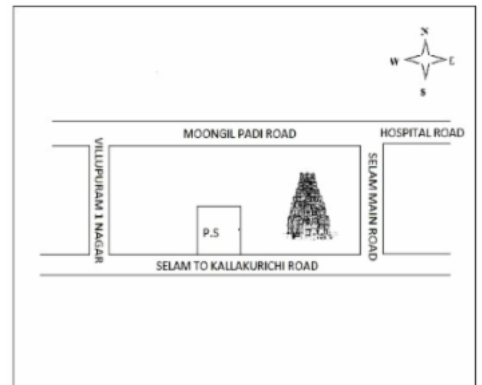 N
W E
S
MOONGIL PADI ROAD
HOSPITAL ROAD
VILLUPURAM 1 NAGAR
SELAM MAIN ROAD
P.S
SELAM TO KALLAKURICHI ROAD